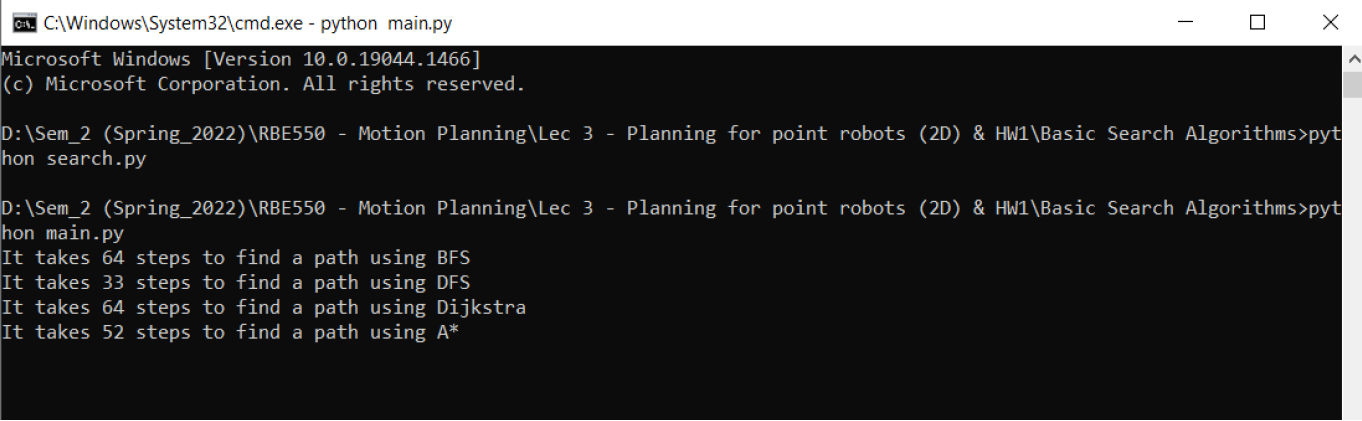 C:\Windows\System32\cmd.exe - python  main.py
Microsoft Windows [Version 10.0.19044.1466]
(c) Microsoft Corporation. All rights reserved.
D:\Sem_2 (Spring_2022)\RBE550 - Motion Planning\Lec 3 - Planning for point robots (2D) & HW1\Basic Search Algorithms>pyt
hon search.py
D:\Sem_2 (Spring_2022)\RBE550 - Motion Planning\Lec 3 - Planning for point robots (2D) & HW1\Basic Search Algorithms>pyt
hon main.py
It takes 64 steps to find a path using BFS
It takes 33 steps to find a path using DFS
It takes 64 steps to find a path using Dijkstra
It takes 52 steps to find a path using A*